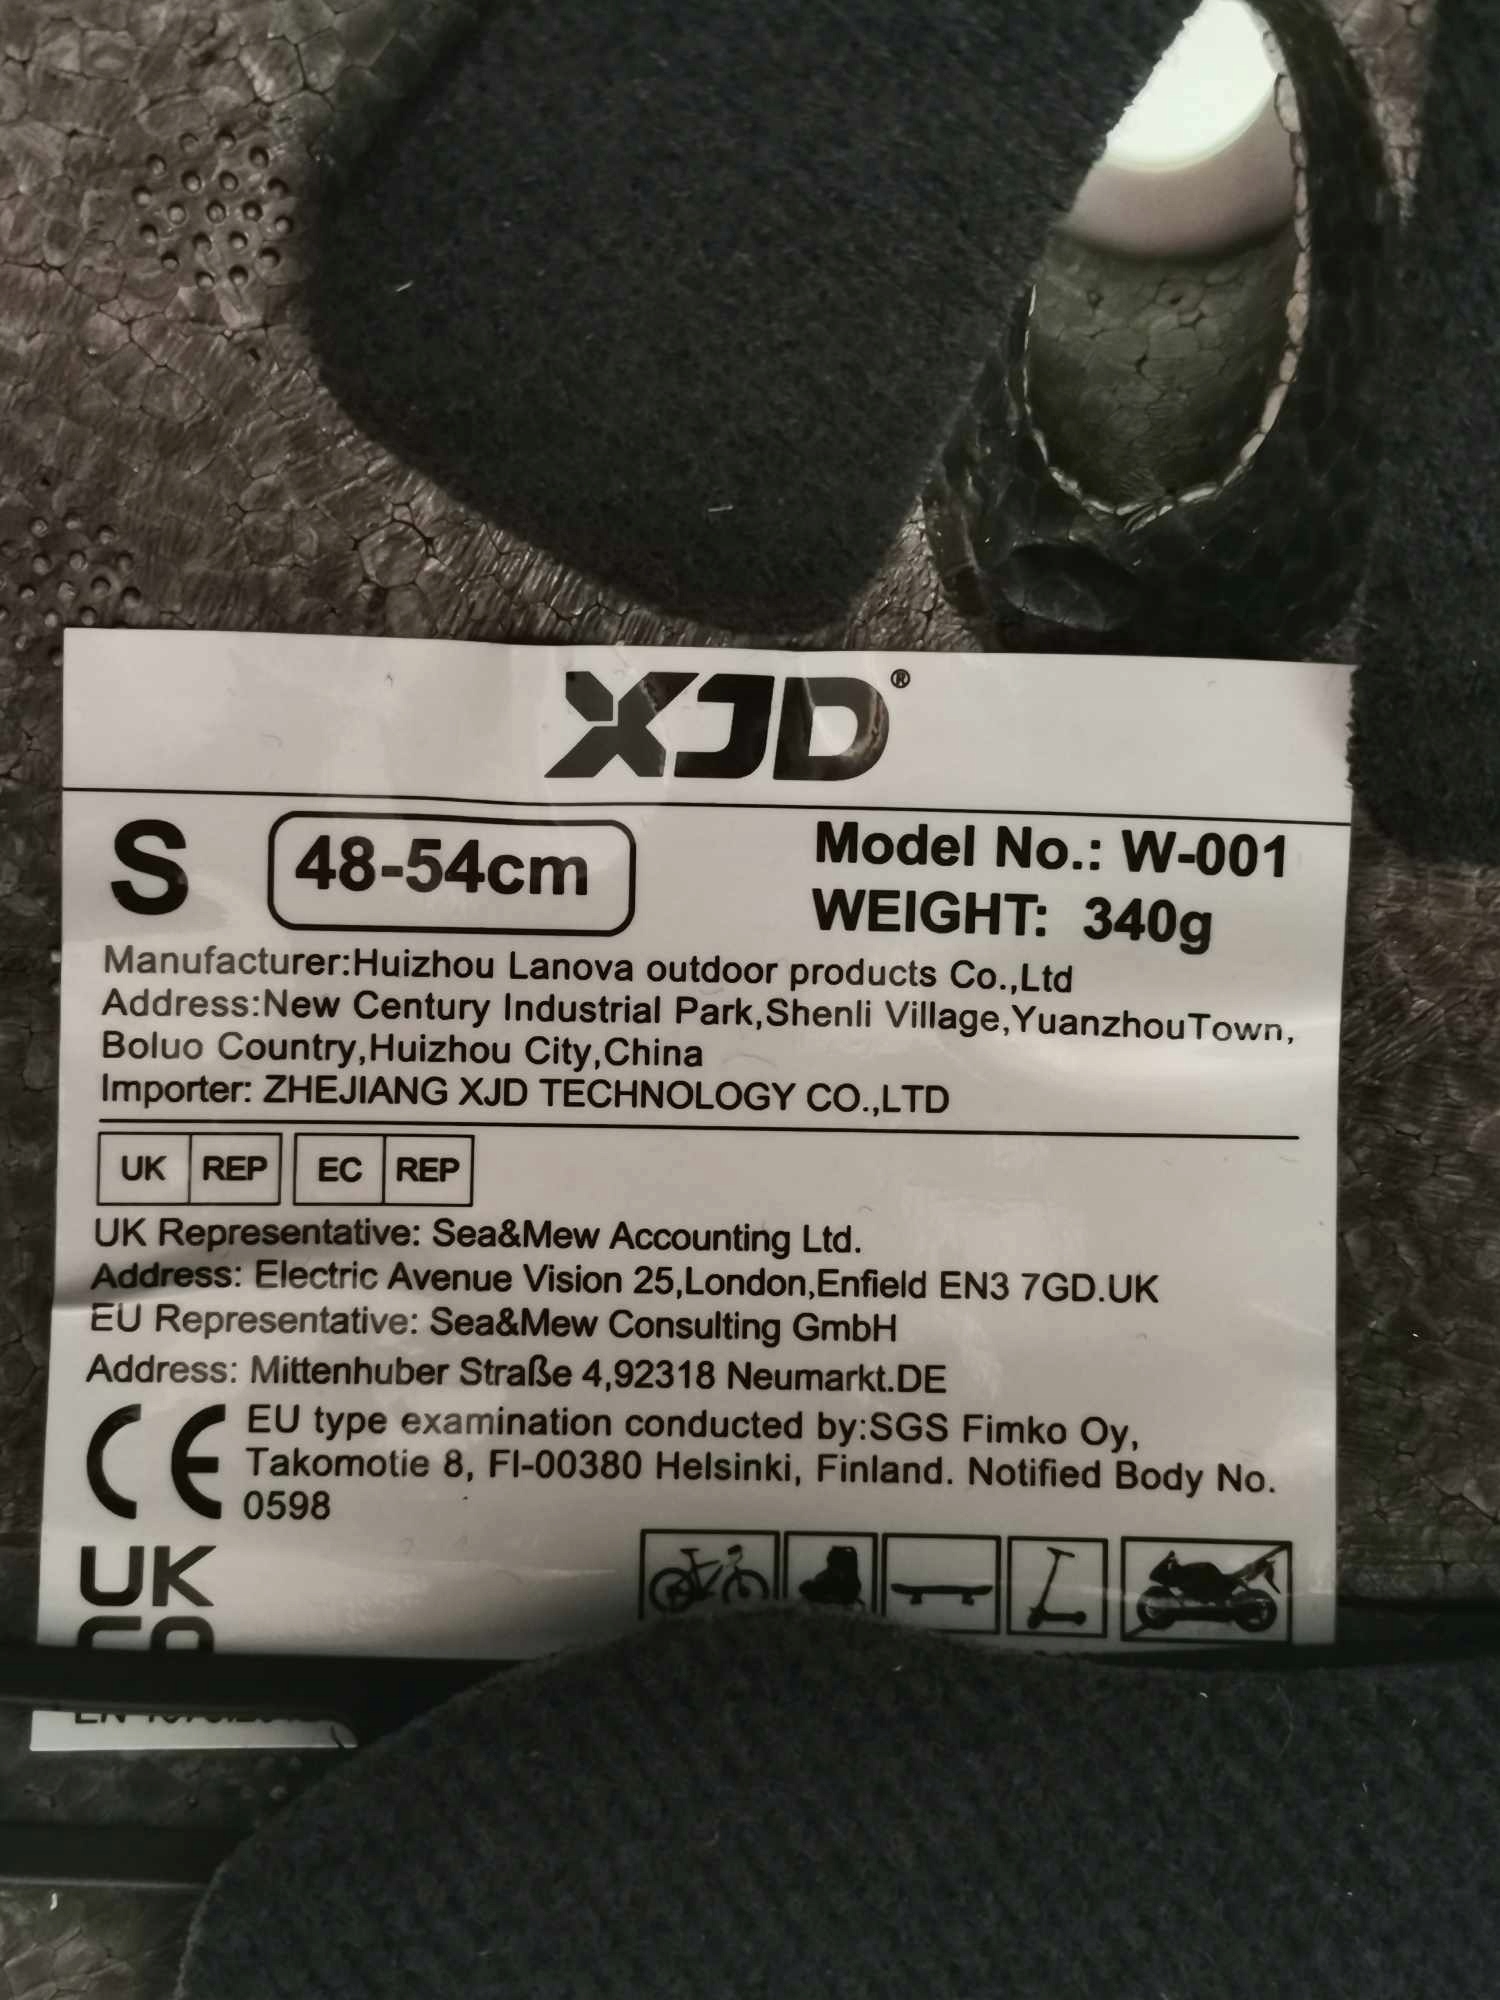 XJD®
S 48-54cm Model No.: W-001
WEIGHT: 340g
Manufacturer:Huizhou Lanova outdoor products Co.,Ltd
Address:New Century Industrial Park,Shenli Village,YuanzhouTown,
Boluo Country,Huizhou City,China
Importer: ZHEJIANG XJD TECHNOLOGY CO.,LTD
UK REP EC REP
UK Representative: Sea&Mew Accounting Ltd.
Address: Electric Avenue Vision 25,London,Enfield EN3 7GD.UK
EU Representative: Sea&Mew Consulting GmbH
Address: Mittenhuber Straße 4,92318 Neumarkt.DE
CE EU type examination conducted by:SGS Fimko Oy,
Takomotie 8, FI-00380 Helsinki, Finland. Notified Body No.
0598
UK